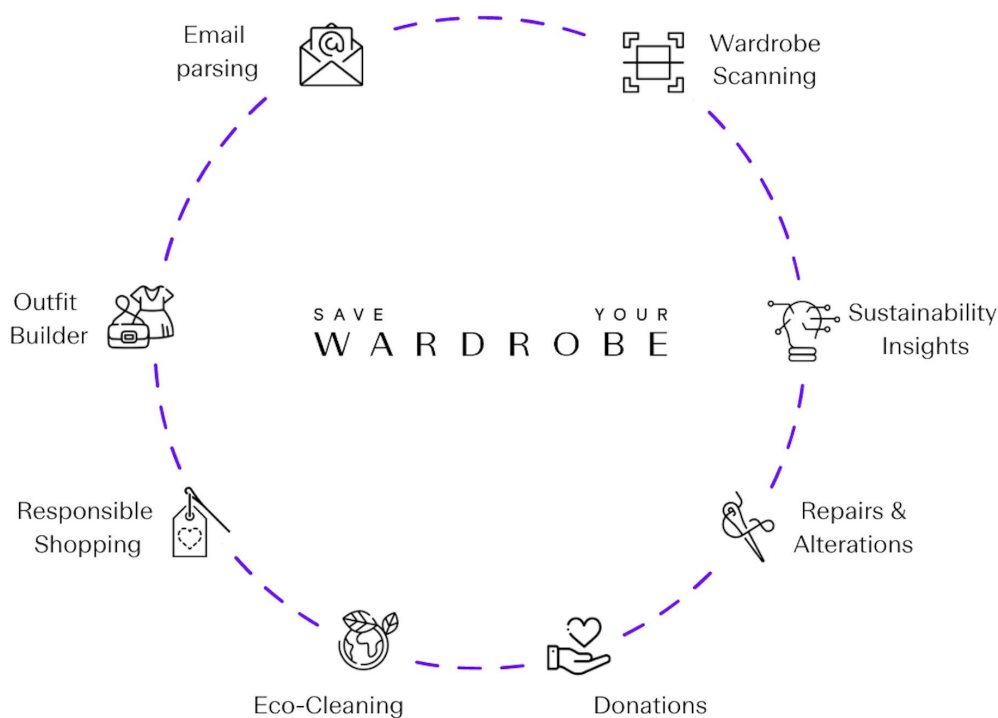 Email
parsing
Wardrobe
Scanning
Outfit
Builder
SAVE YOUR
WARDROBE
Sustainability
Insights
Responsible
Shopping
Repairs &
Alterations
Eco-Cleaning
Donations